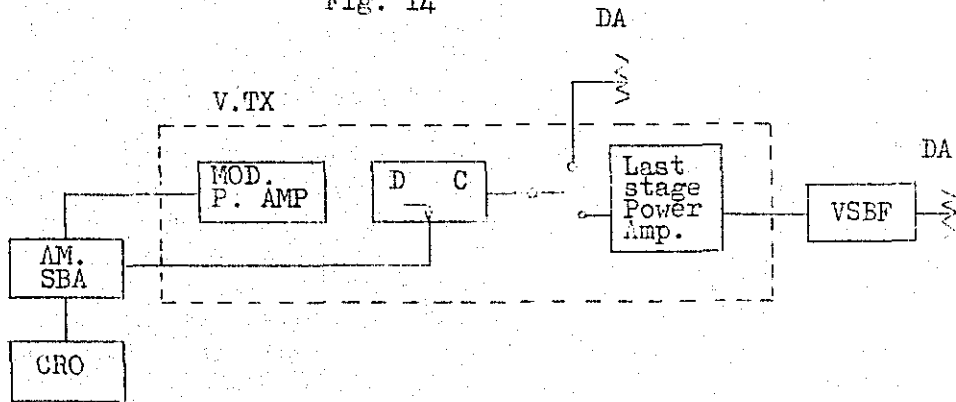 Fig. 14
DA
V.TX
MOD.
P. AMP
D C
Last
stage
Power
Amp.
DA
VSBF
AM.
SBA
CRO